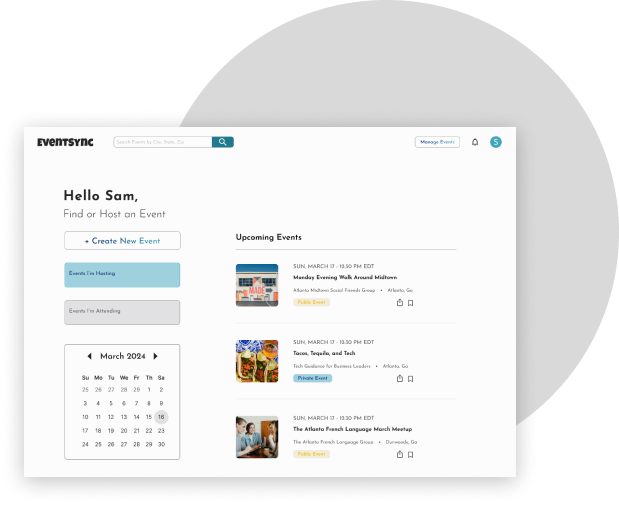 EVENTSYNC
Search Events by City, State, Zip
Manage Events
S
Hello Sam,
Find or Host an Event
+ Create New Event
Events I'm Hosting
Events I'm Attending
March 2024
Su Mo Tu We Fr Th Sa
25 26 27 28 29 1 2
3 4 5 6 7 8 9
10 11 12 13 14 15 16
17 18 19 20 21 22 23
24 25 26 27 28 29 30
Upcoming Events
SUN, MARCH 17 - 15:30 PM EDT
Monday Evening Walk Around Midtown
Atlanta Midtown Social Friends Group • Atlanta, Ga
Public Event
MADE
SUN, MARCH 17 - 15:30 PM EDT
Tacos, Tequila, and Tech
Tech Guidance for Business Leaders • Atlanta, Ga
Private Event
SUN, MARCH 17 - 15:30 PM EDT
The Atlanta French Language March Meetup
The Atlanta French Language Group • Dunwoody, Ga
Public Event